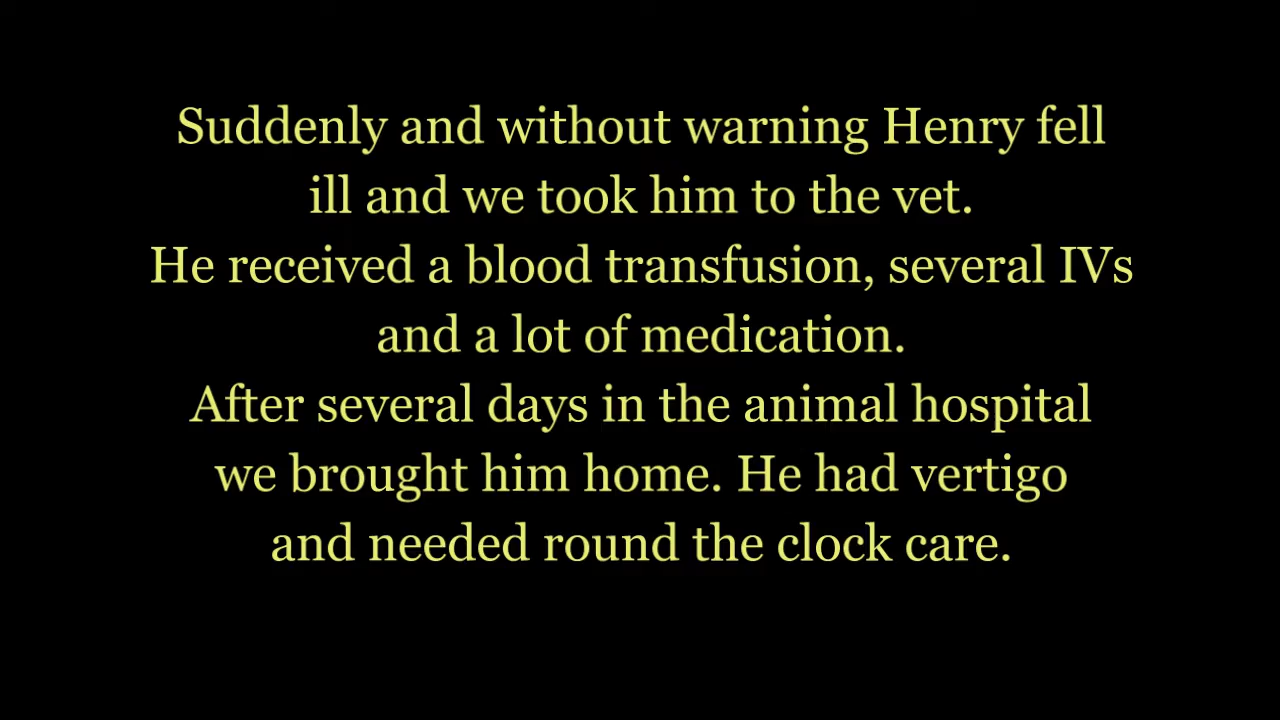 Suddenly and without warning Henry fell
ill and we took him to the vet.
He received a blood transfusion, several IVs
and a lot of medication.
After several days in the animal hospital
we brought him home. He had vertigo
and needed round the clock care.